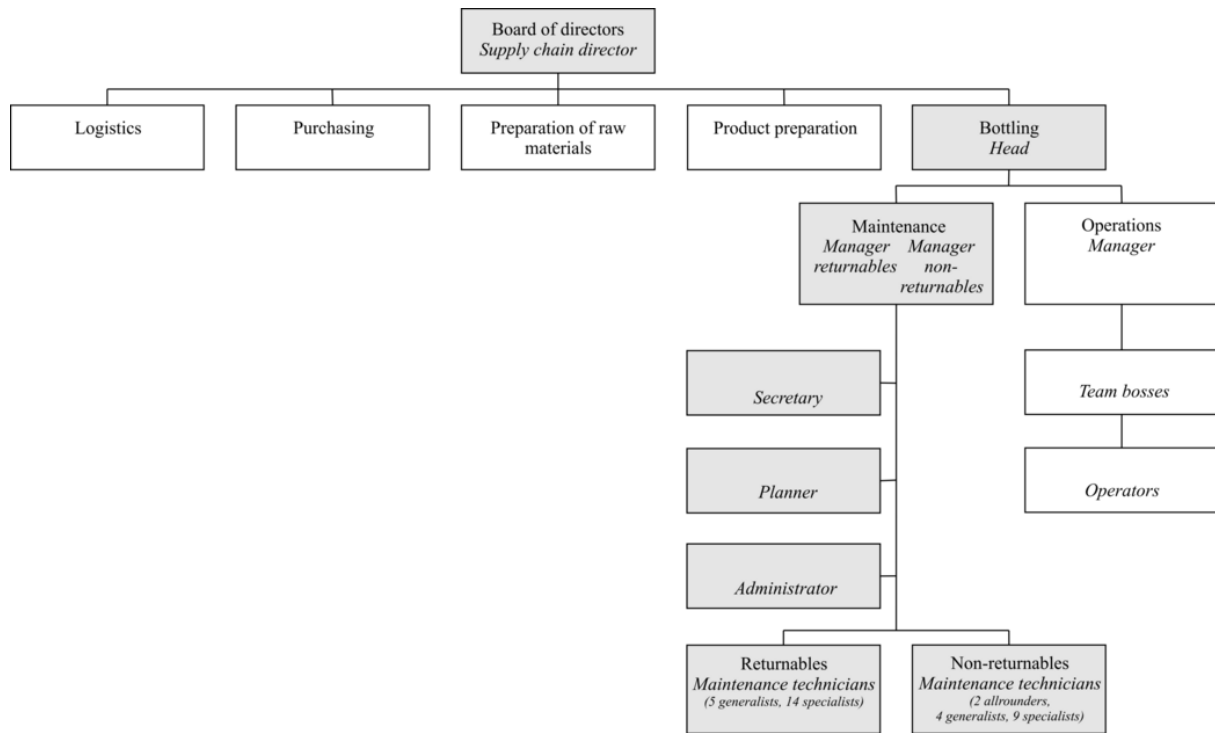 Board of directors
Supply chain director
Logistics
Purchasing
Preparation of raw
materials
Product preparation
Bottling
Head
Maintenance
Manager
returnables
Manager
non-
returnables
Operations
Manager
Secretary
Team bosses
Planner
Operators
Administrator
Returnables
Maintenance technicians
(5 generalists, 14 specialists)
Non-returnables
Maintenance technicians
(2 allrounders,
4 generalists, 9 specialists)